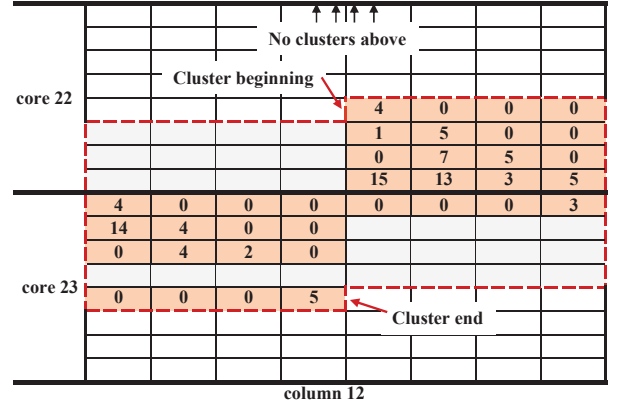 No clusters above
Cluster beginning
core 22
4 0 0 0
1 5 0 0
0 7 5 0
15 13 3 5
4 0 0 0 0 0 0 3
14 4 0 0
0 4 2 0
core 23
0 0 0 5
Cluster end
column 12